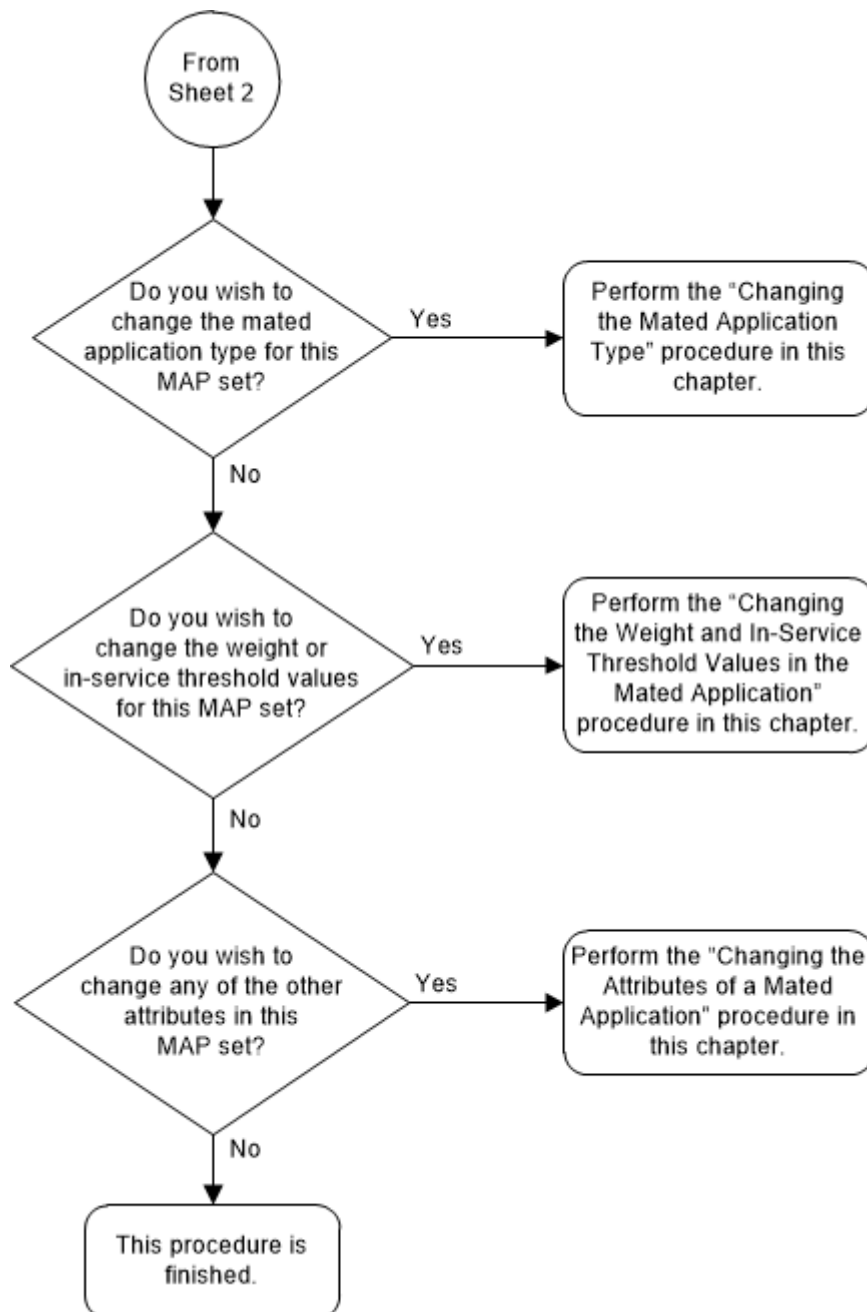 From
Sheet 2
Do you wish to
change the mated
application type for this
MAP set?
Yes
Perform the “Changing
the Mated Application
Type” procedure in this
chapter.
No
Do you wish to
change the weight or
in-service threshold values
for this MAP set?
Yes
Perform the “Changing
the Weight and In-Service
Threshold Values in the
Mated Application”
procedure in this chapter.
No
Do you wish to
change any of the other
attributes in this
MAP set?
Yes
Perform the "Changing the
Attributes of a Mated
Application" procedure in
this chapter.
No
This procedure is
finished.